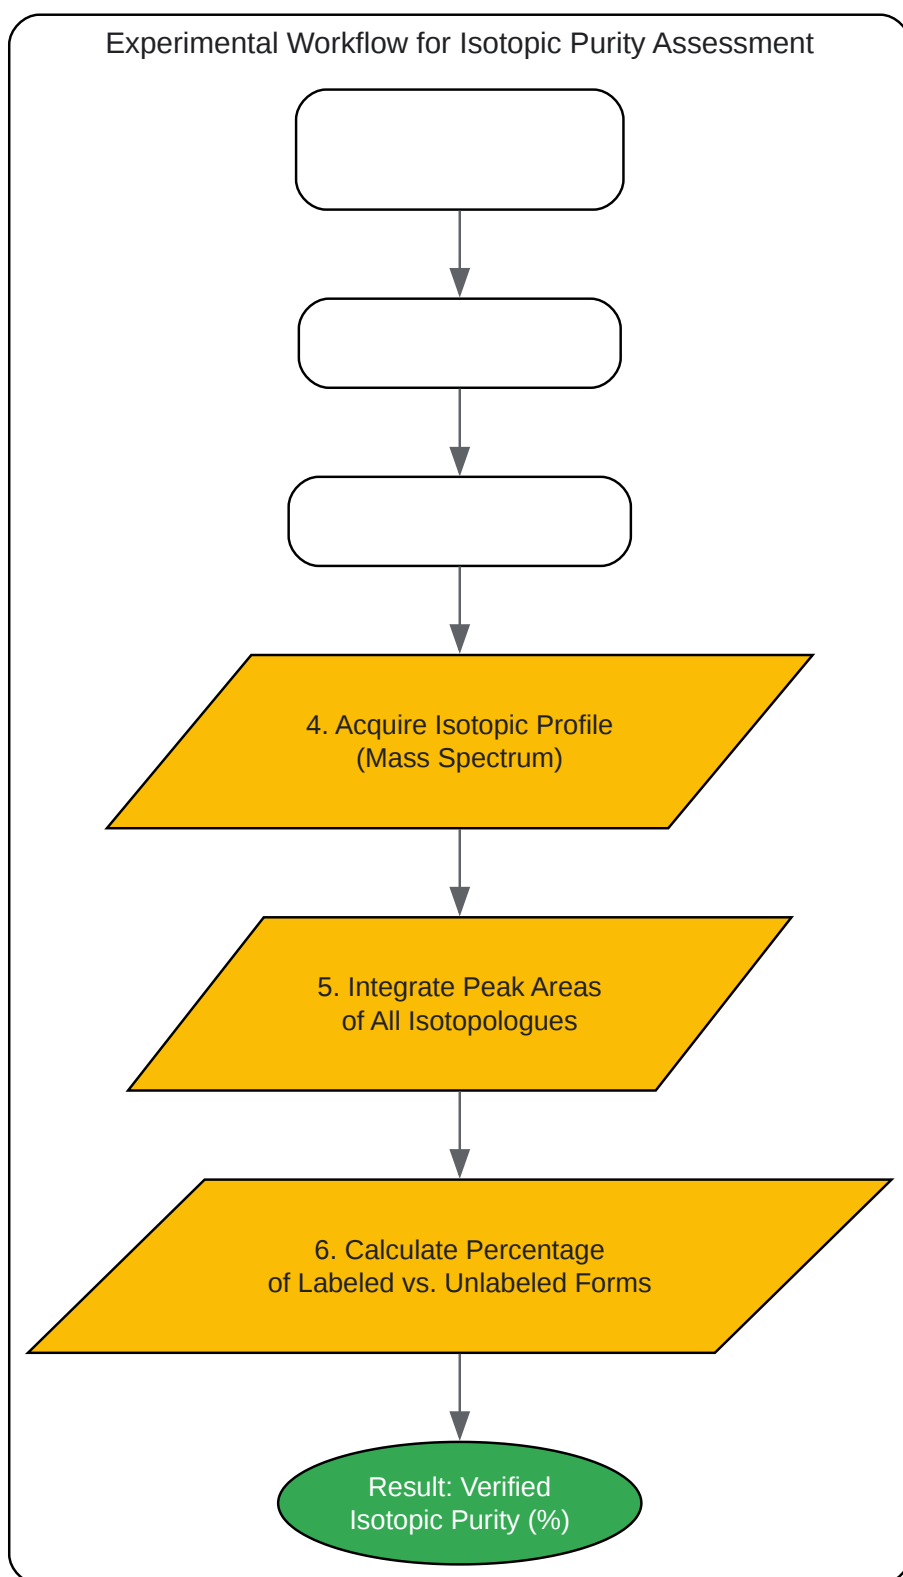 Experimental Workflow for Isotopic Purity Assessment
4. Acquire Isotopic Profile
(Mass Spectrum)
5. Integrate Peak Areas
of All Isotopologues
6. Calculate Percentage
of Labeled vs. Unlabeled Forms
Result: Verified
Isotopic Purity (%)